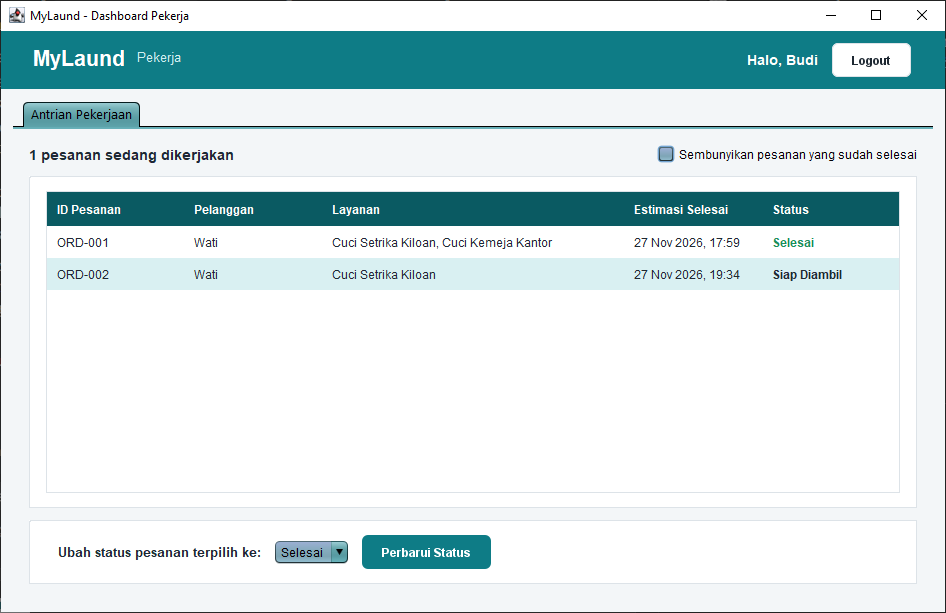 MyLaund - Dashboard Pekerja
MyLaund Pekerja Halo, Budi Logout
Antrian Pekerjaan
1 pesanan sedang dikerjakan Sembunyikan pesanan yang sudah selesai
ID Pesanan Pelanggan Layanan Estimasi Selesai Status
ORD-001 Wati Cuci Setrika Kiloan, Cuci Kemeja Kantor 27 Nov 2026, 17:59 Selesai
ORD-002 Wati Cuci Setrika Kiloan 27 Nov 2026, 19:34 Siap Diambil
Ubah status pesanan terpilih ke: Selesai Perbarui Status